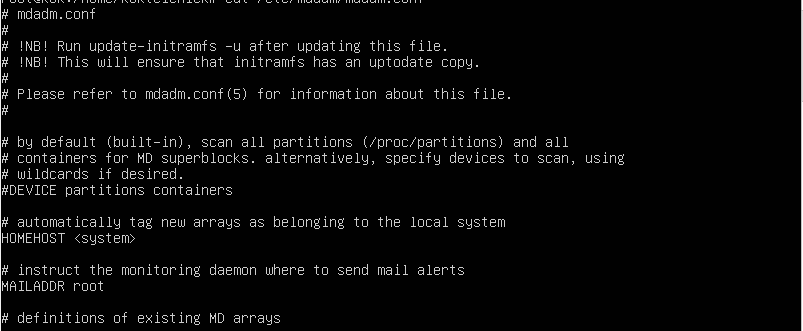 # mdadm.conf
#
# !NB! Run update-initramfs -u after updating this file.
# !NB! This will ensure that initramfs has an uptodate copy.
#
# Please refer to mdadm.conf(5) for information about this file.
#
# by default (built-in), scan all partitions (/proc/partitions) and all
# containers for MD superblocks. alternatively, specify devices to scan, using
# wildcards if desired.
#DEVICE partitions containers
# automatically tag new arrays as belonging to the local system
HOMEHOST <system>
# instruct the monitoring daemon where to send mail alerts
MAILADDR root
# definitions of existing MD arrays